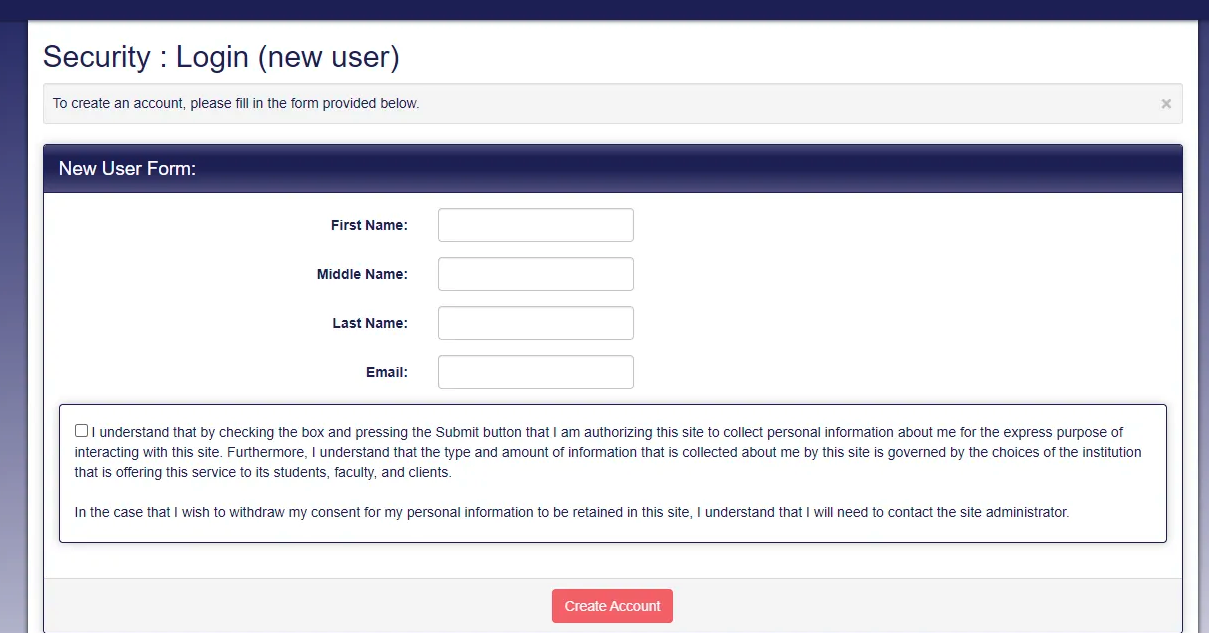 Security : Login (new user)
To create an account, please fill in the form provided below.
×
New User Form:
First Name:
Middle Name:
Last Name:
Email:
I understand that by checking the box and pressing the Submit button that I am authorizing this site to collect personal information about me for the express purpose of
interacting with this site. Furthermore, I understand that the type and amount of information that is collected about me by this site is governed by the choices of the institution
that is offering this service to its students, faculty, and clients.
In the case that I wish to withdraw my consent for my personal information to be retained in this site, I understand that I will need to contact the site administrator.
Create Account